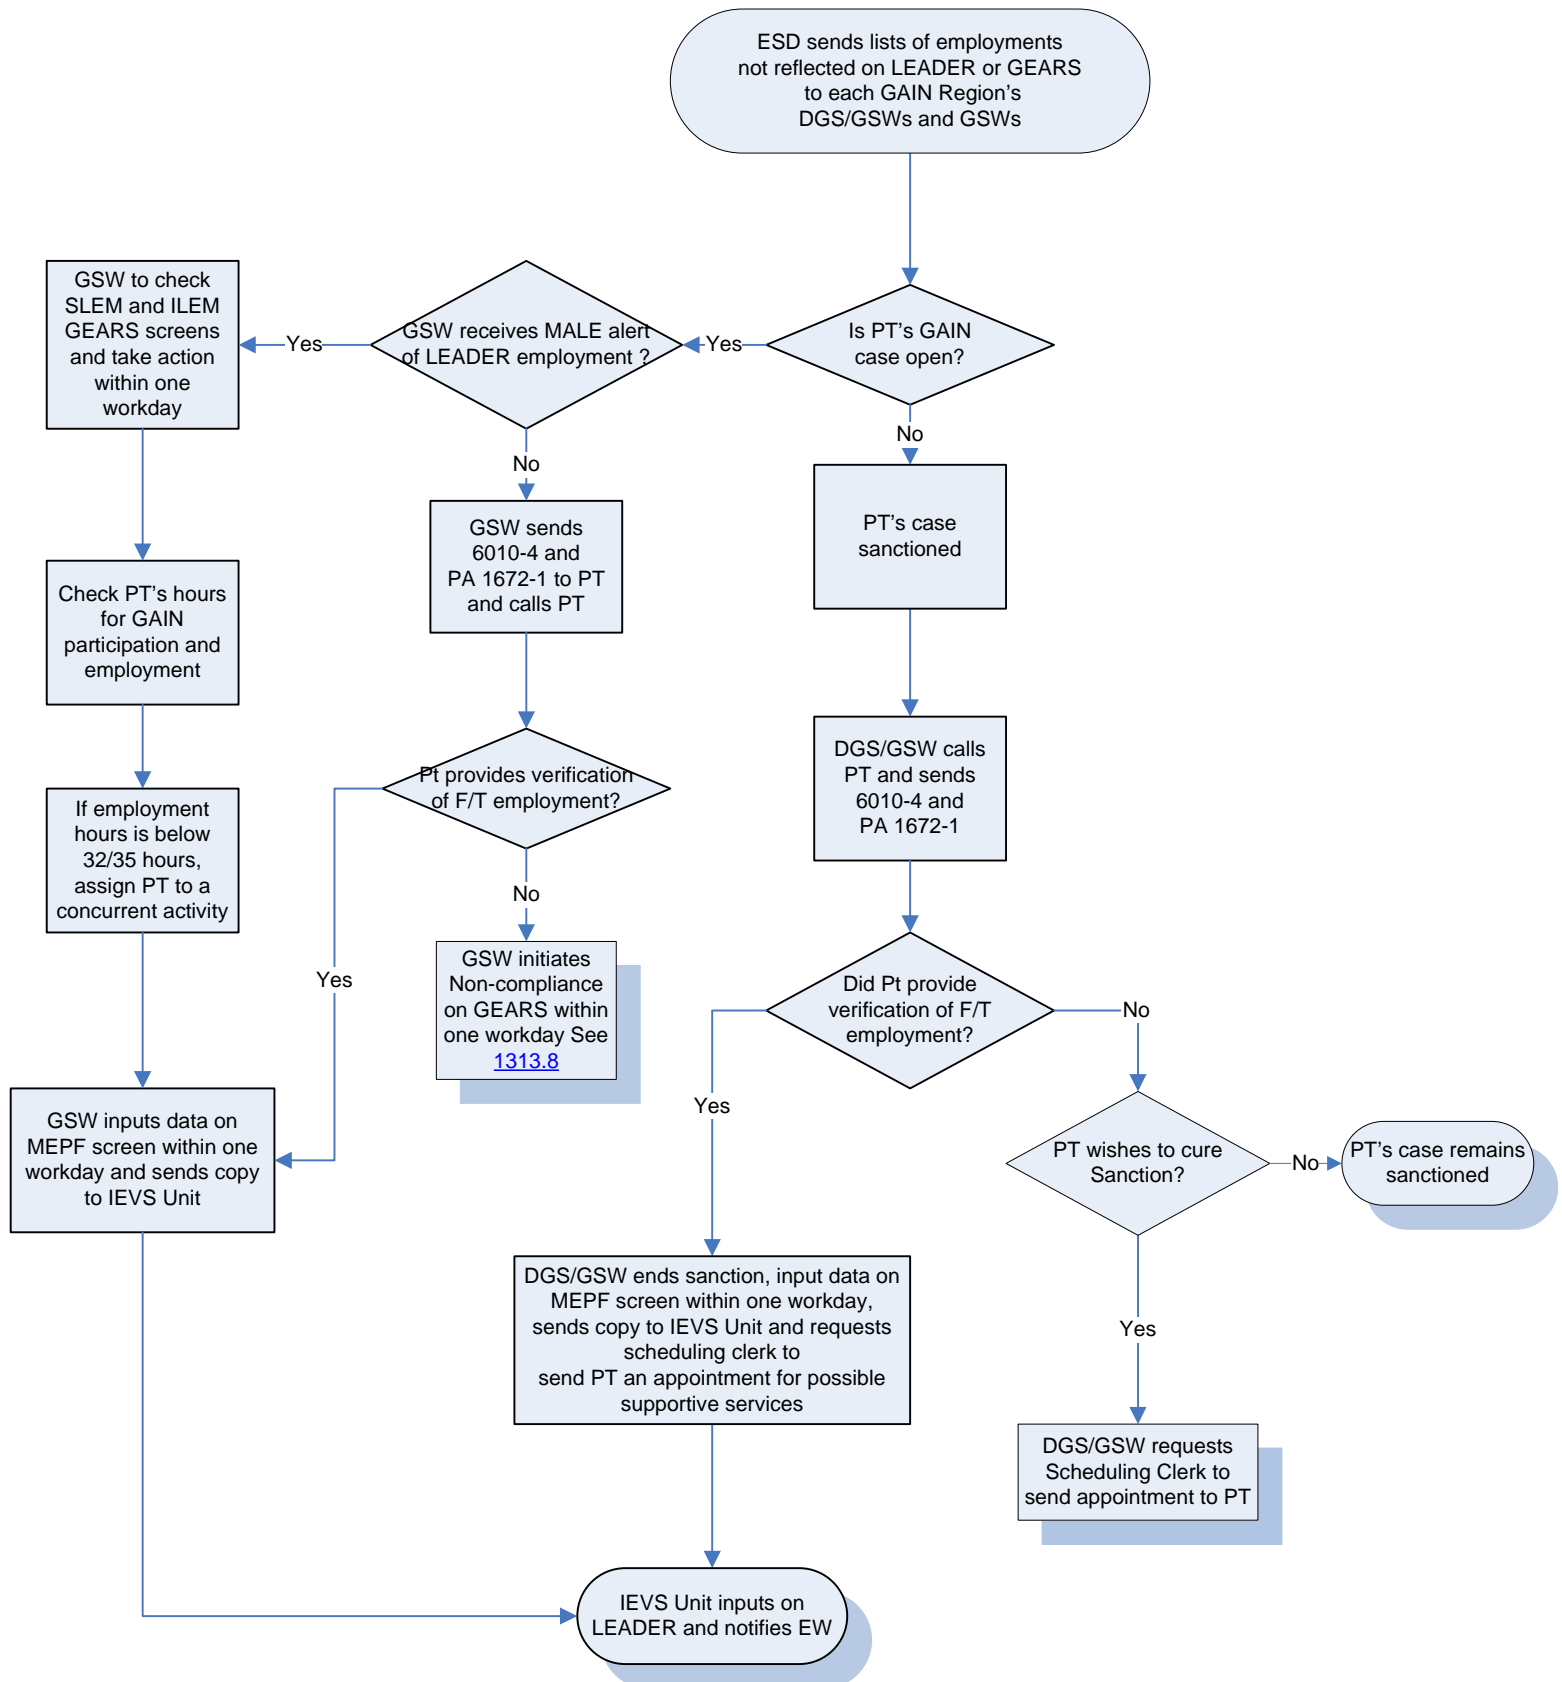 ESD sends lists of employments
not reflected on LEADER or GEARS
to each GAIN Region's
DGS/GSWs and GSWs
GSW to check
SLEM and ILEM
GEARS screens
and take action
within one
workday
Yes
GSW receives MALE alert
of LEADER employment ?
Yes
Is PT's GAIN
case open?
No
No
GSW sends
6010-4 and
PA 1672-1 to PT
and calls PT
PT's case
sanctioned
Check PT's hours
for GAIN
participation and
employment
Pt provides verification
of F/T employment?
DGS/GSW calls
PT and sends
6010-4 and
PA 1672-1
If employment
hours is below
32/35 hours,
assign PT to a
concurrent activity
No
Yes
GSW initiates
Non-compliance
on GEARS within
one workday See
1313.8
Did Pt provide
verification of F/T
employment?
No
Yes
GSW inputs data on
MEPF screen within one
workday and sends copy
to IEVS Unit
PT wishes to cure
Sanction?
No
PT's case remains
sanctioned
DGS/GSW ends sanction, input data on
MEPF screen within one workday,
sends copy to IEVS Unit and requests
scheduling clerk to
send PT an appointment for possible
supportive services
Yes
DGS/GSW requests
Scheduling Clerk to
send appointment to PT
IEVS Unit inputs on
LEADER and notifies EW